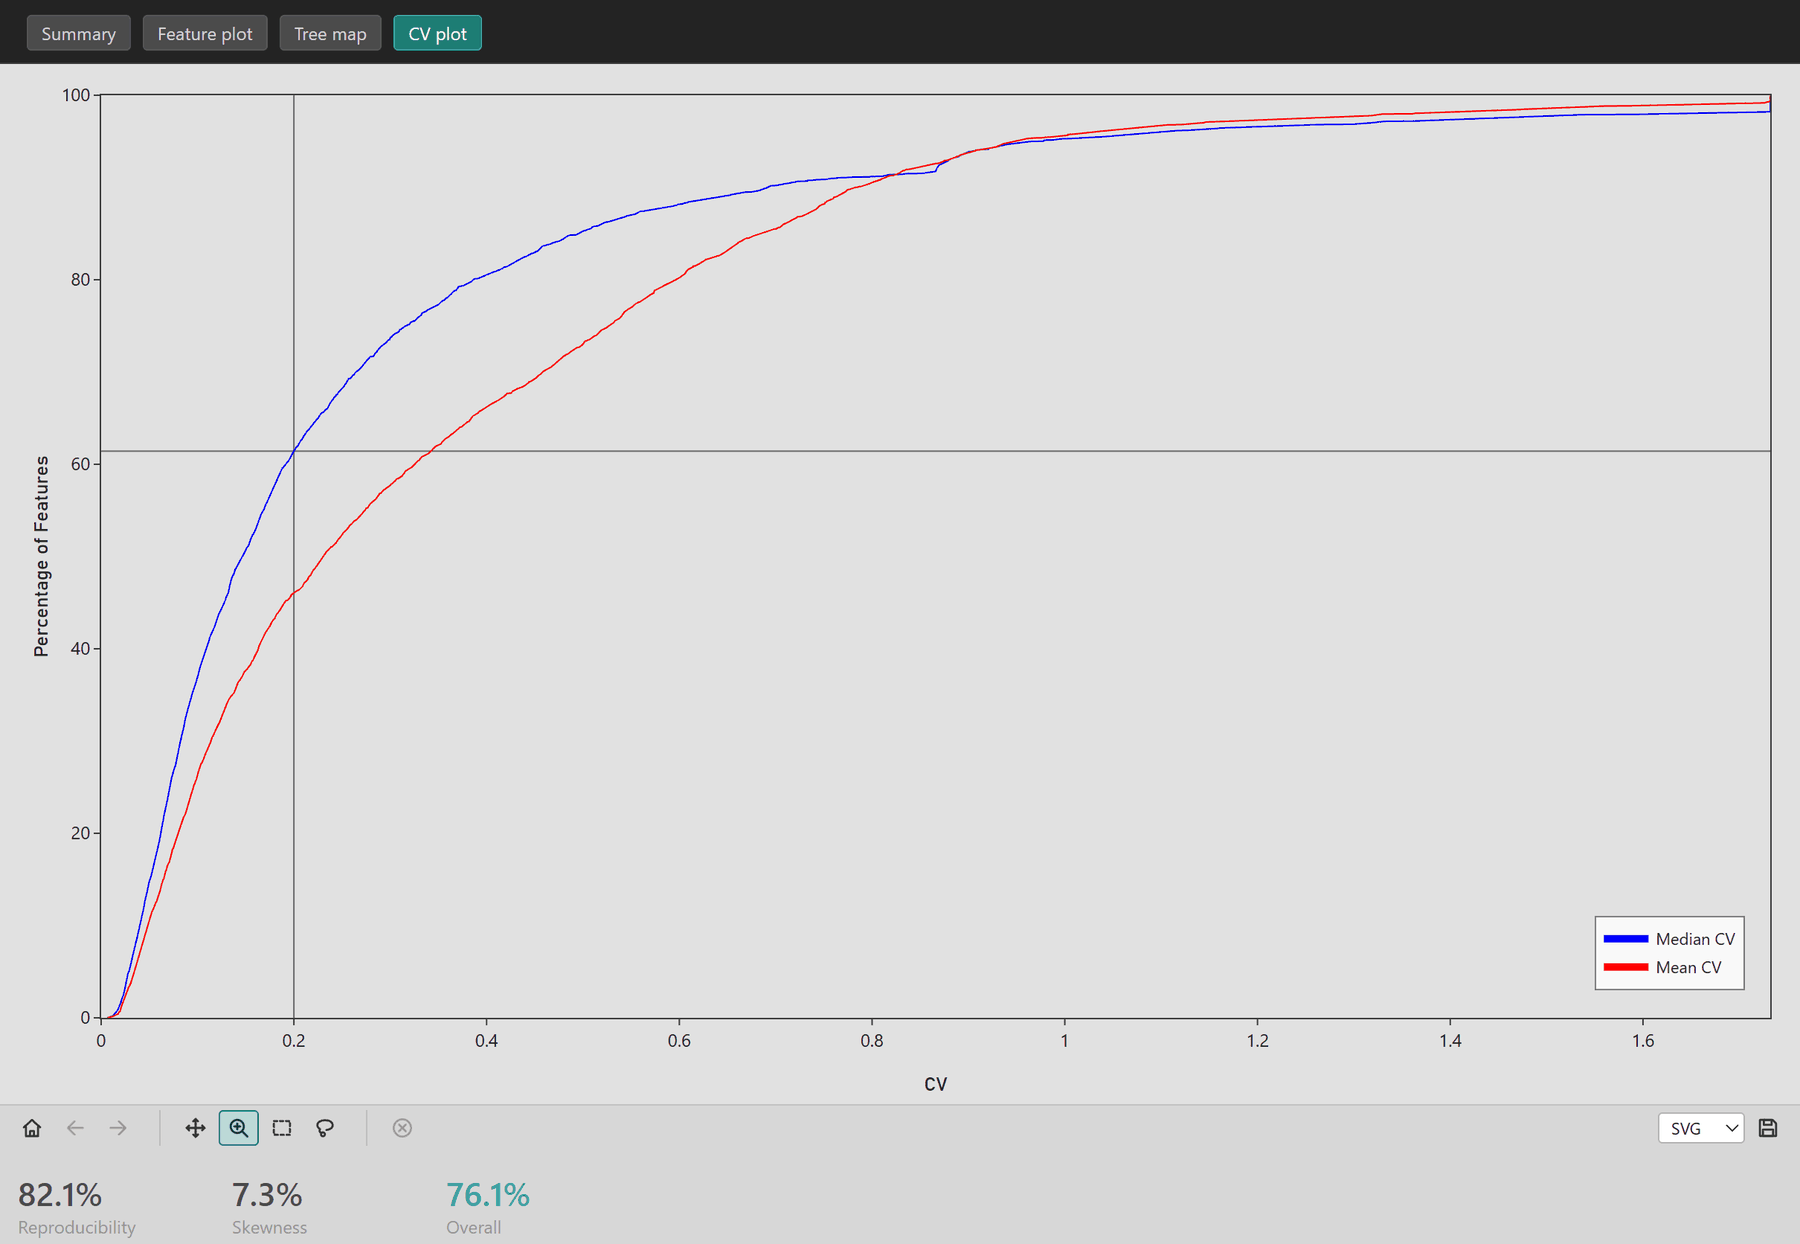 Summary Feature plot Tree map CV plot
100
80
60
40
20
0
Percentage of Features
0 0.2 0.4 0.6 0.8 1 1.2 1.4 1.6
CV
Median CV
Mean CV
SVG
82.1% 7.3% 76.1%
Reproducibility Skewness Overall